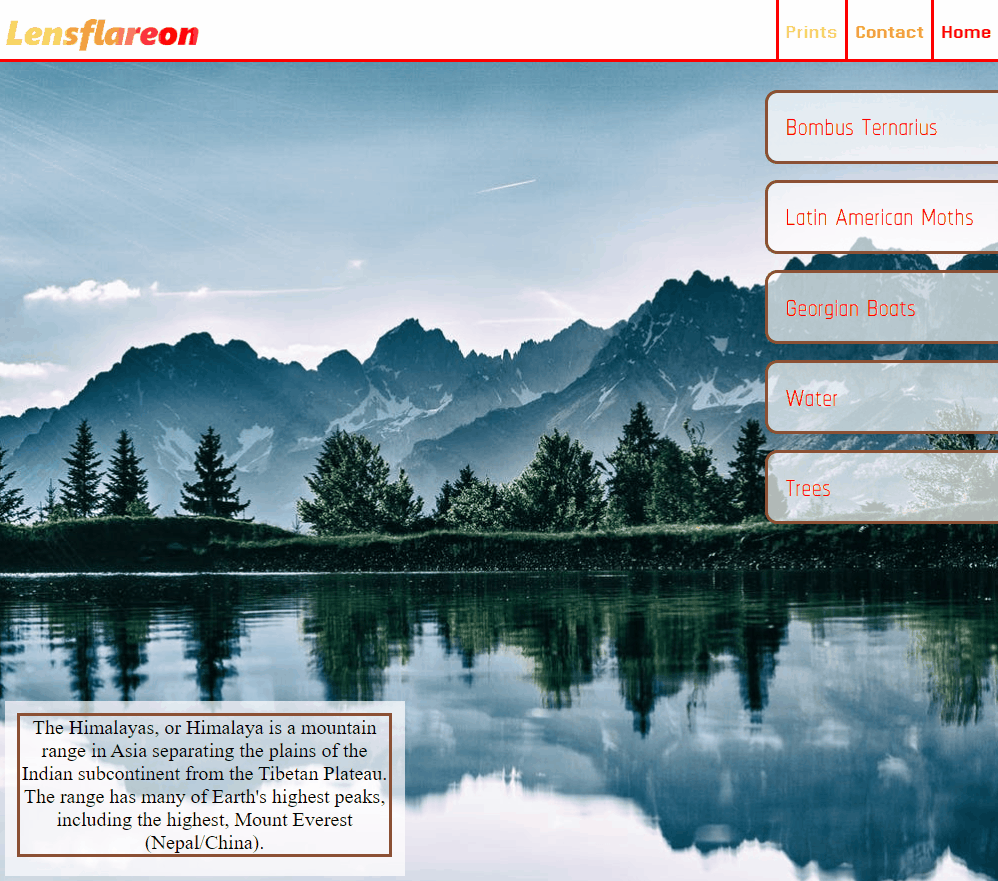 Lensflareon
Prints Contact Home
Bombus Ternarius
Latin American Moths
Georgian Boats
Water
Trees
The Himalayas, or Himalaya is a mountain
range in Asia separating the plains of the
Indian subcontinent from the Tibetan Plateau.
The range has many of Earth's highest peaks,
including the highest, Mount Everest
(Nepal/China).